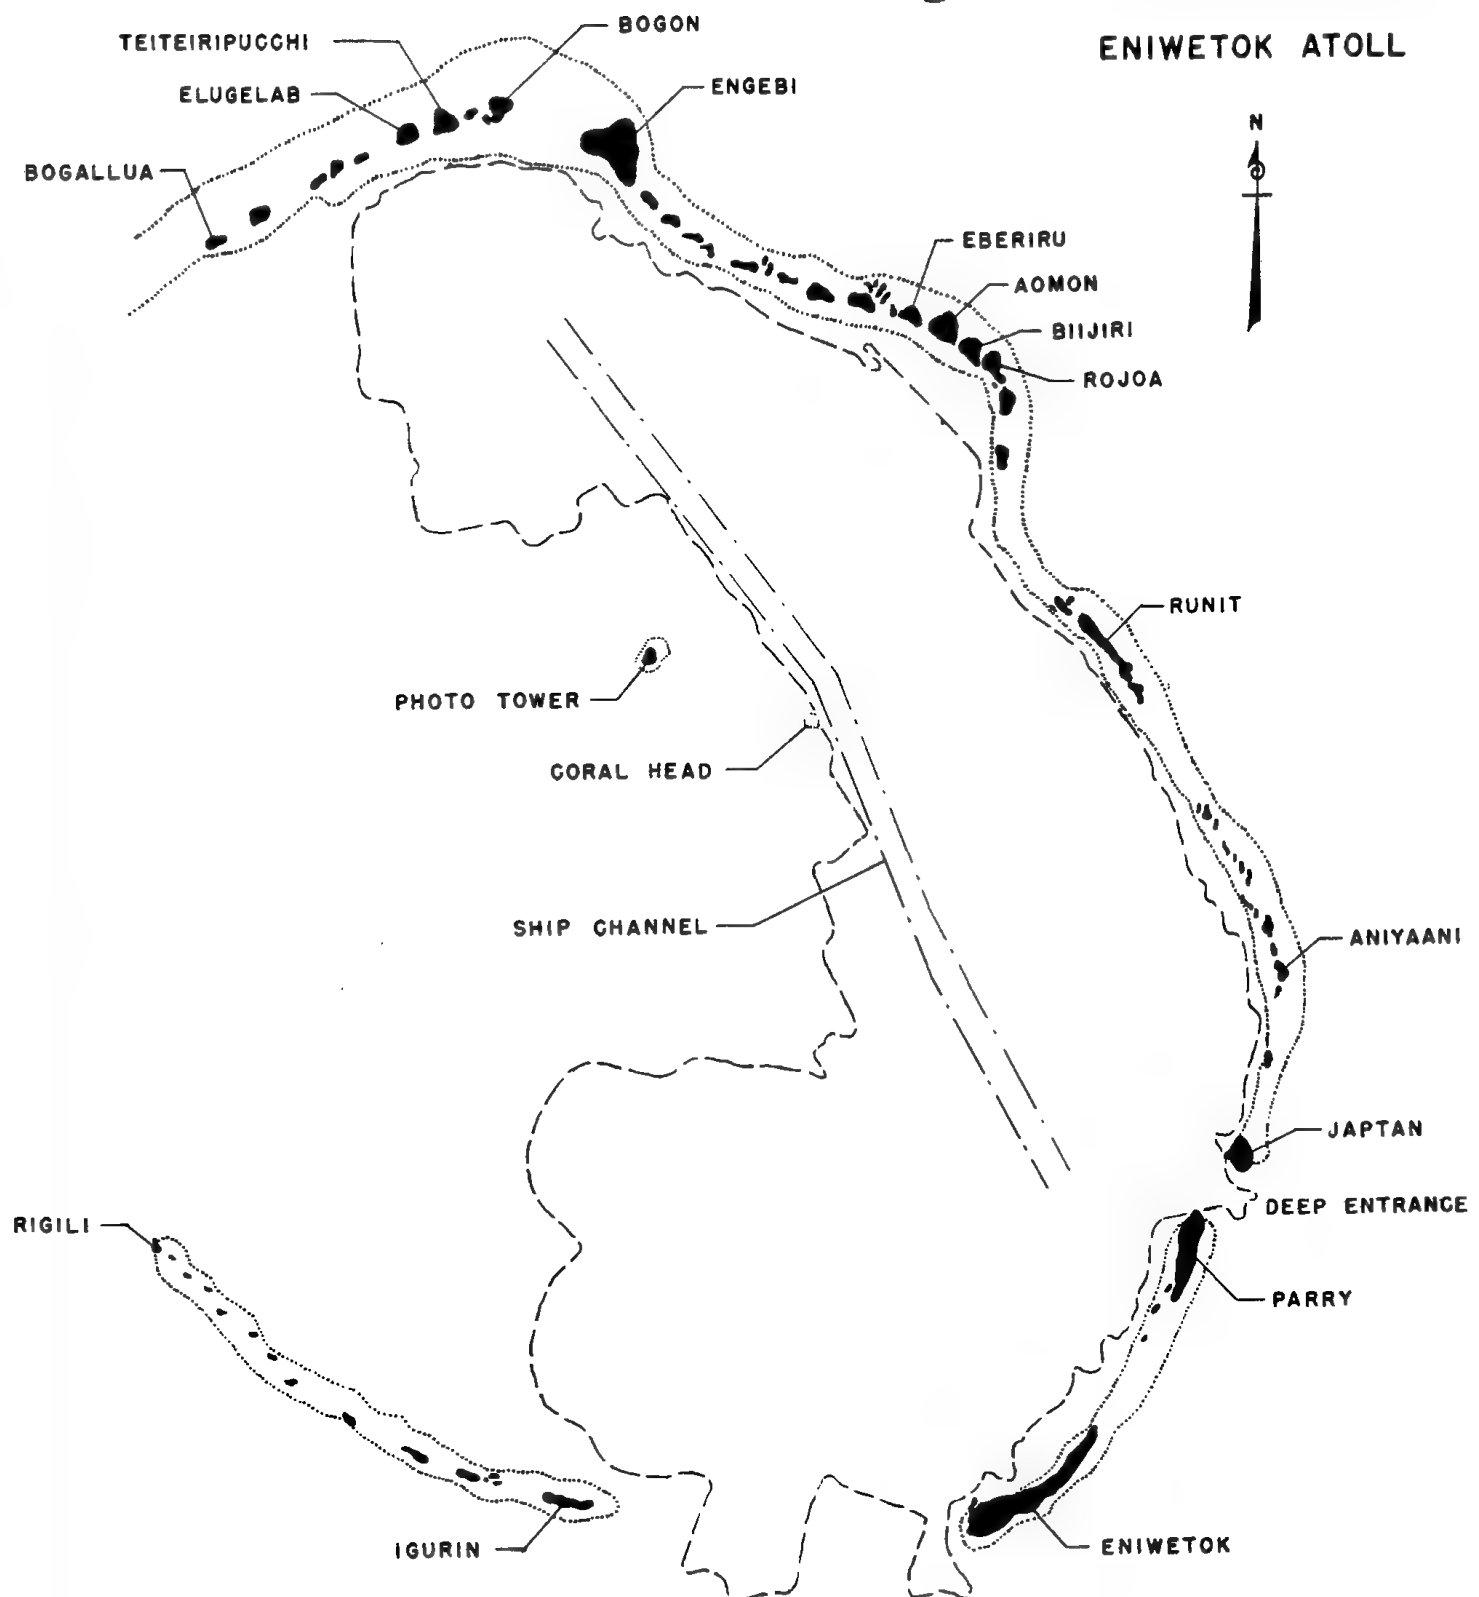 BOGON
TEITEIRIPUCCHI
ENIWETOK ATOLL
ELUGELAB
ENGEBI
N
BOGALLUA
EBERIRU
AOMON
BIIJIRI
ROJOA
RUNIT
PHOTO TOWER
CORAL HEAD
SHIP CHANNEL
ANIYAANI
JAPTAN
DEEP ENTRANCE
RIGILI
PARRY
IGURIN
ENIWETOK